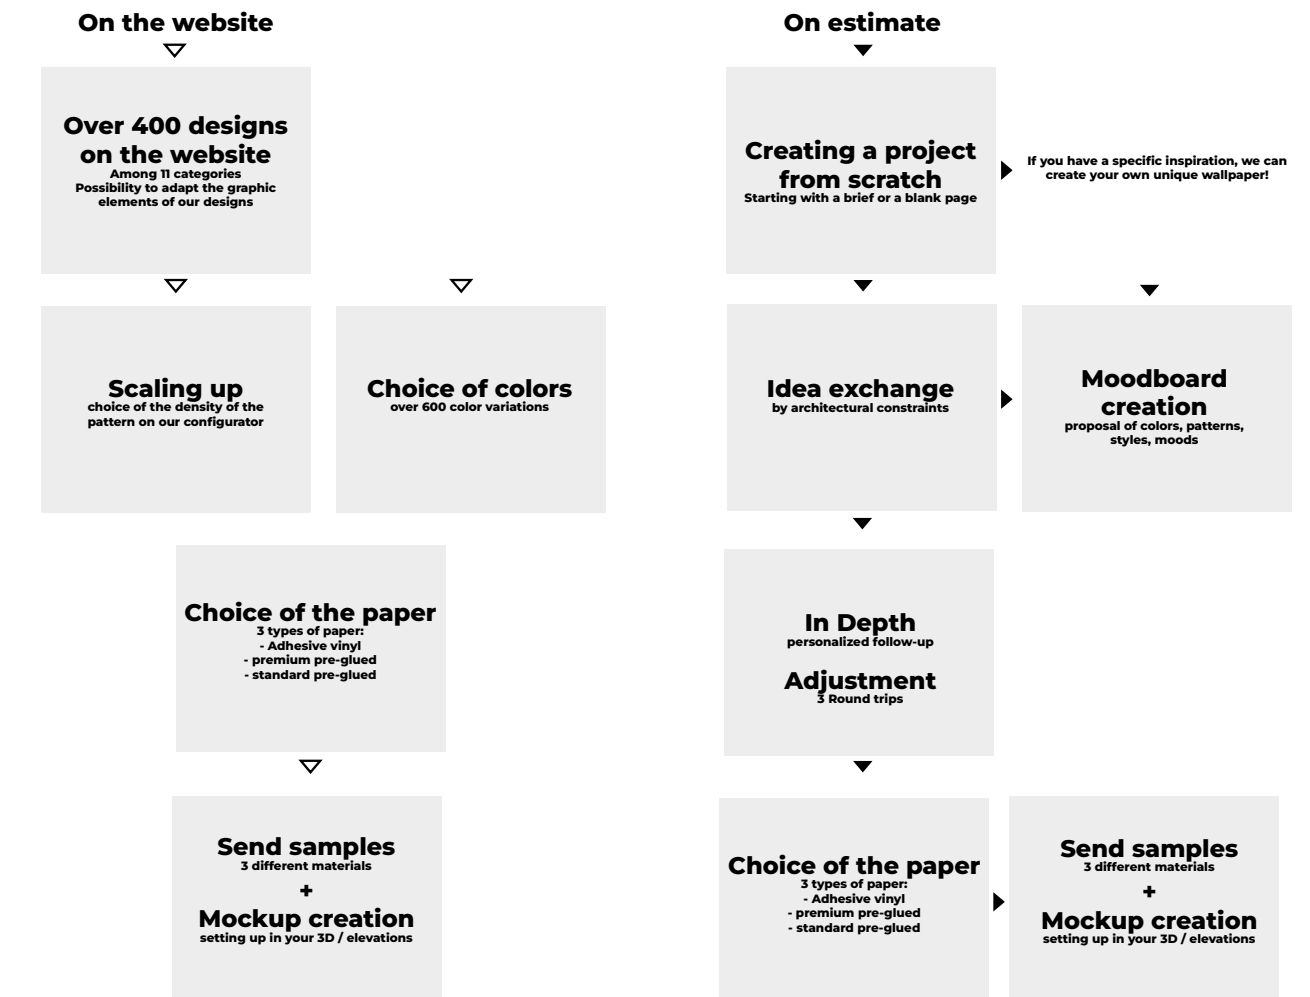 On the website
Over 400 designs
on the website
Among 11 categories
Possibility to adapt the graphic
elements of our designs
Scaling up
choice of the density of the
pattern on our configurator
Choice of colors
over 600 color variations
Choice of the paper
3 types of paper:
- Adhesive vinyl
- premium pre-glued
- standard pre-glued
Send samples
3 different materials
+
Mockup creation
setting up in your 3D / elevations
On estimate
Creating a project
from scratch
Starting with a brief or a blank page
If you have a specific inspiration, we can
create your own unique wallpaper!
Idea exchange
by architectural constraints
Moodboard
creation
proposal of colors, patterns,
styles, moods
In Depth
personalized follow-up
Adjustment
3 Round trips
Choice of the paper
3 types of paper:
- Adhesive vinyl
- premium pre-glued
- standard pre-glued
Send samples
3 different materials
+
Mockup creation
setting up in your 3D / elevations